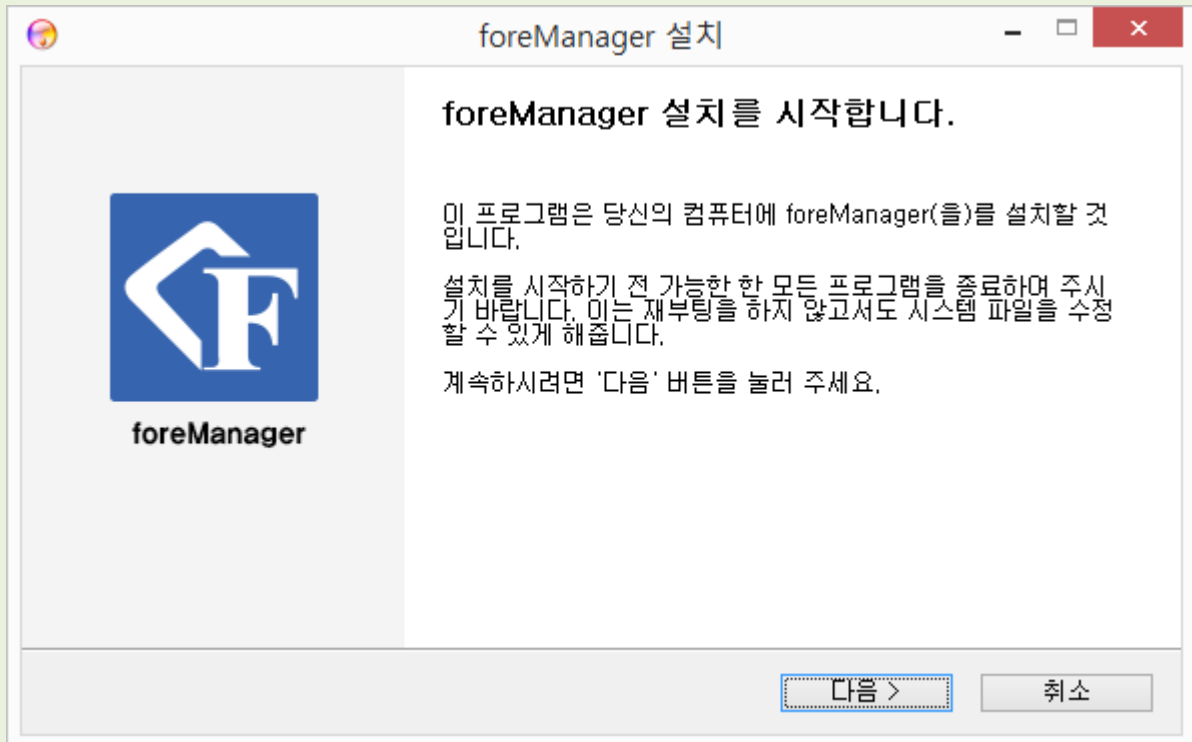 foreManager 설치
foreManager 설치를 시작합니다.
이 프로그램은 당신의 컴퓨터에 foreManager(을)를 설치할 것
입니다.
설치를 시작하기 전 가능한 한 모든 프로그램을 종료하여 주시
기 바랍니다. 이는 재부팅을 하지 않고서도 시스템 파일을 수정
할 수 있게 해줍니다.
계속하시려면 '다음' 버튼을 눌러 주세요.
F
foreManager
다음 >
취소